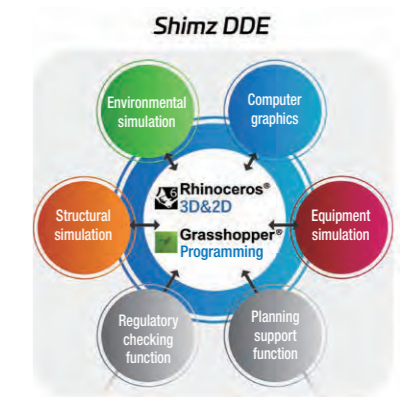 Shimz DDE
Environmental
simulation
Computer
graphics
Structural
simulation
6
Rhinoceros®
3D&2D
Grasshopper®
Programming
Equipment
simulation
Regulatory
checking
function
Planning
support
function